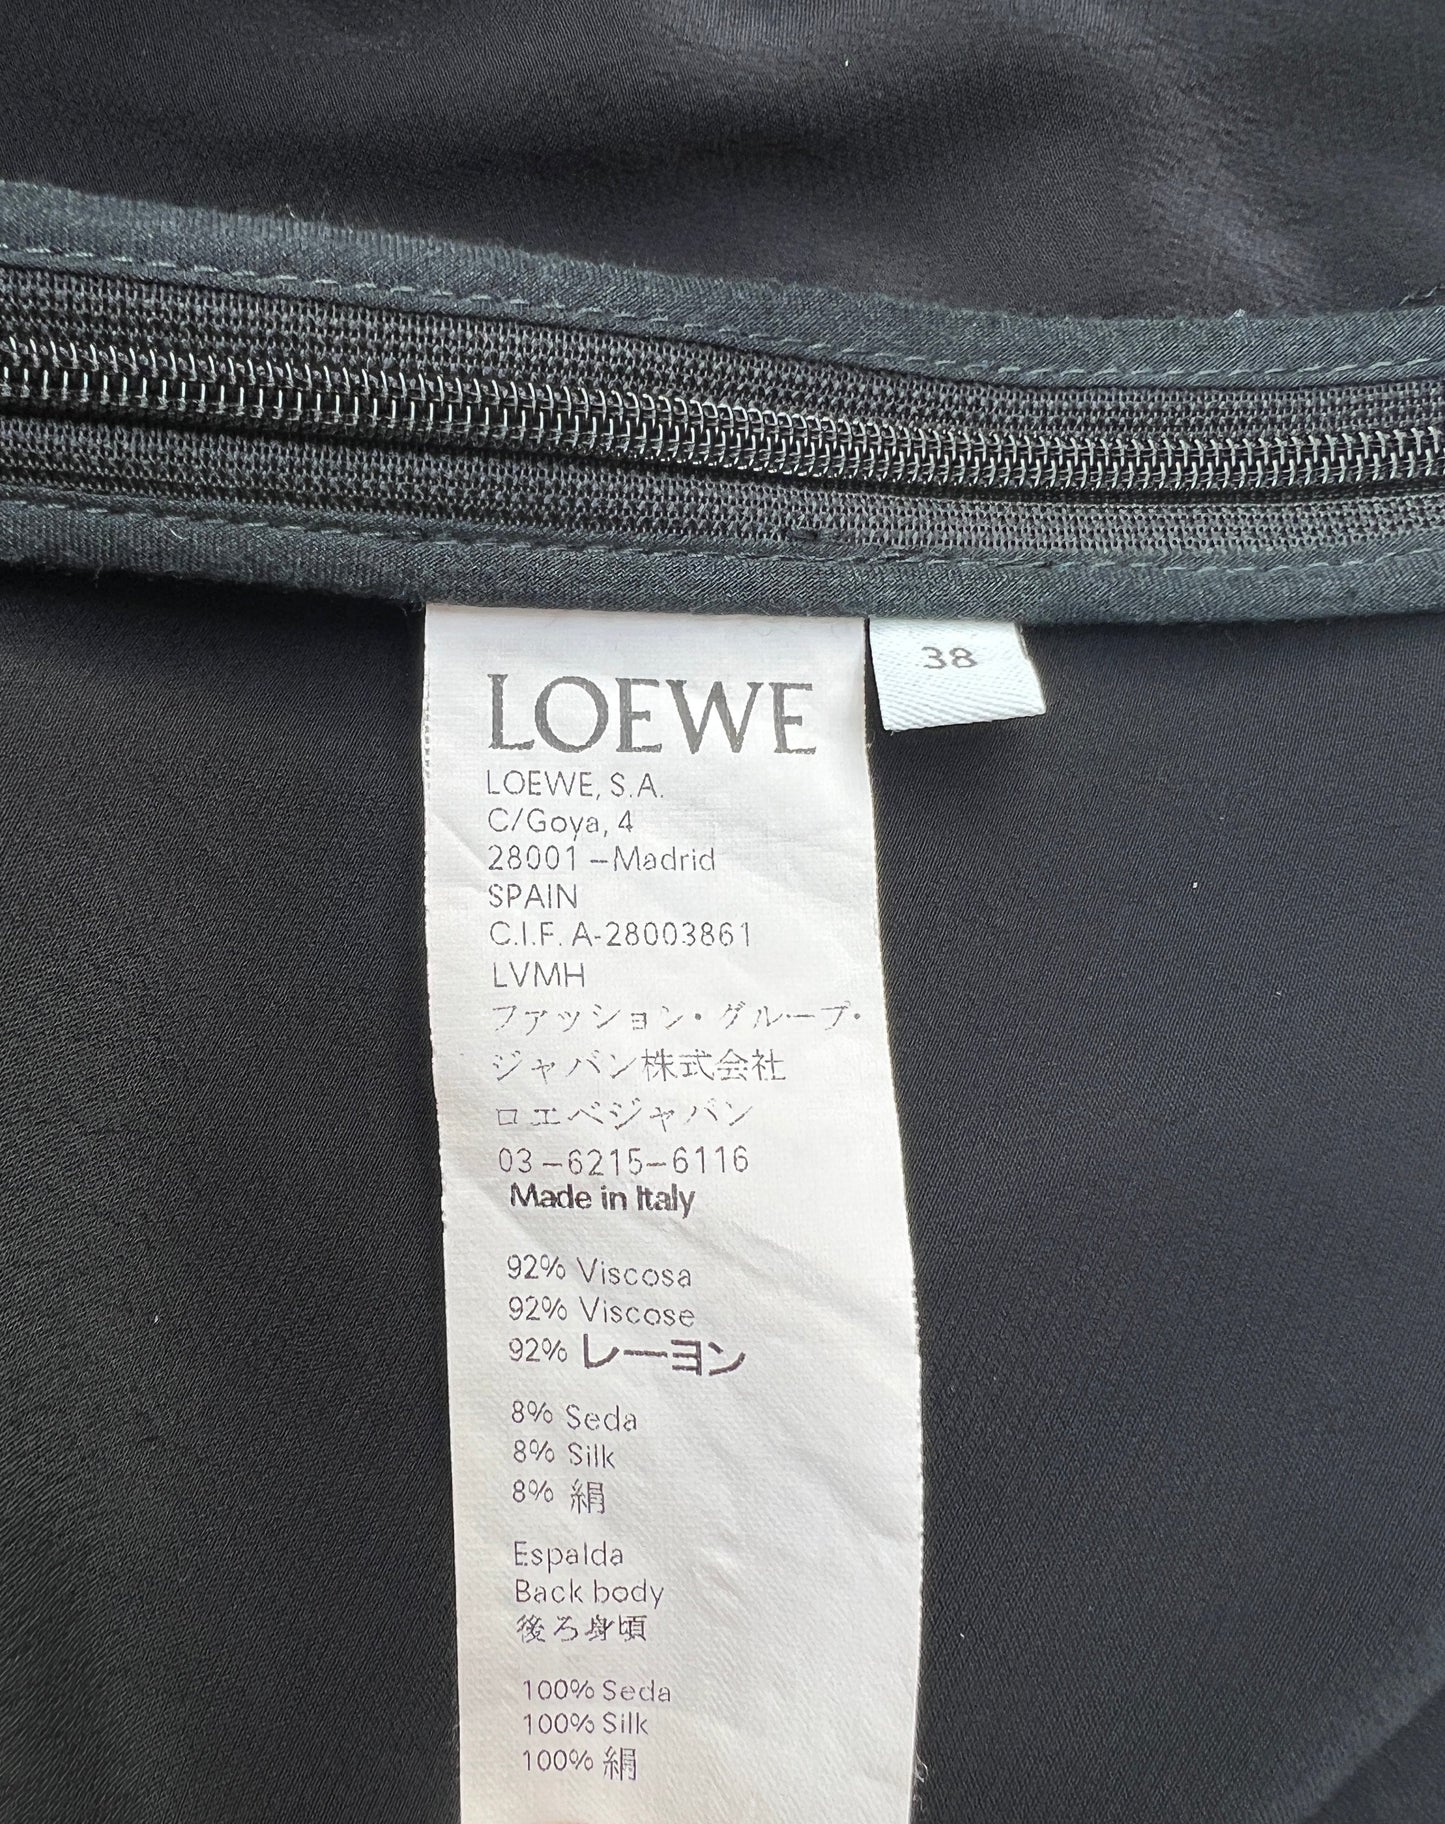 LOEWE
38
LOEWE, S.A.
C/Goya, 4
28001 –Madrid
SPAIN
C.I.F. A-28003861
LVMH
ファッション・グループ・
ジャパン株式会社
ロエベジャパン
03–6215–6116
Made in Italy
92% Viscosa
92% Viscose
92% レーヨン
8% Seda
8% Silk
8% 絹
Espalda
Back body
後ろ身頃
100% Seda
100% Silk
100% 絹